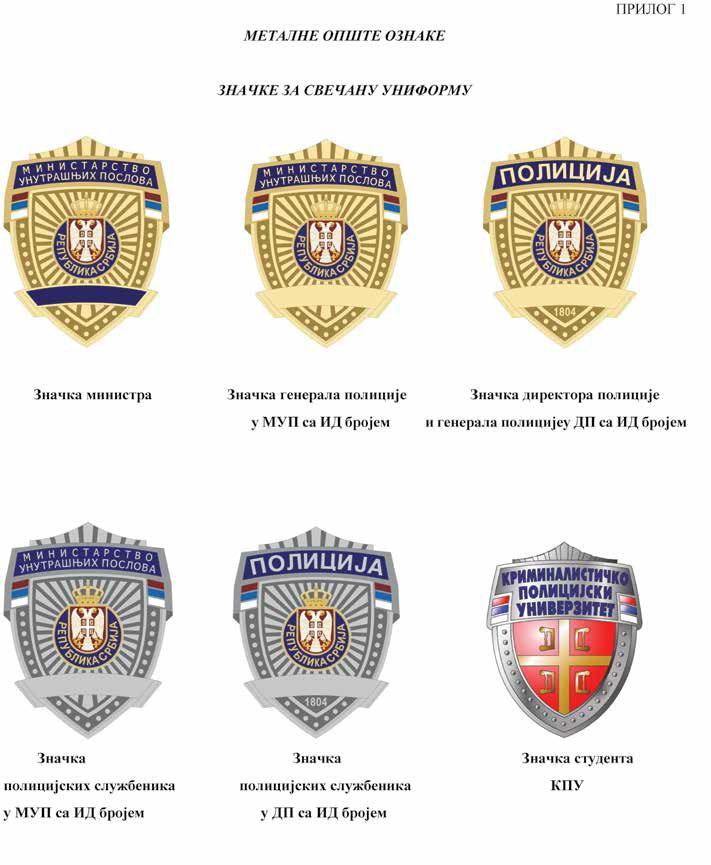 ПРИЛОГ 1
МЕТАЛНЕ ОПШТЕ ОЗНАКЕ
ЗНАЧКЕ ЗА СВЕЧАНУ УНИФОРМУ
МИНИСТАРСТВО
УНУТРАШЊИХ ПОСЛОВА
РЕПУБЛИКА СРБИЈА
МИНИСТАРСТВО
УНУТРАШЊИХ ПОСЛОВА
РЕПУБЛИКА СРБИЈА
ПОЛИЦИЈА
РЕПУБЛИКА СРБИЈА
1804
Значка министра
Значка генерала полиције
у МУП са ИД бројем
Значка директора полиције
и генерала полицијеу ДП са ИД бројем
МИНИСТАРСТВО
УНУТРАШЊИХ ПОСЛОВА
РЕПУБЛИКА СРБИЈА
ПОЛИЦИЈА
РЕПУБЛИКА СРБИЈА
1804
КРИМИНАЛИСТИЧКО
ПОЛИЦИЈСКИ
УНИВЕРЗИТЕТ
Значка
полицијских службеника
у МУП са ИД бројем
Значка
полицијских службеника
у ДП са ИД бројем
Значка студента
КПУ